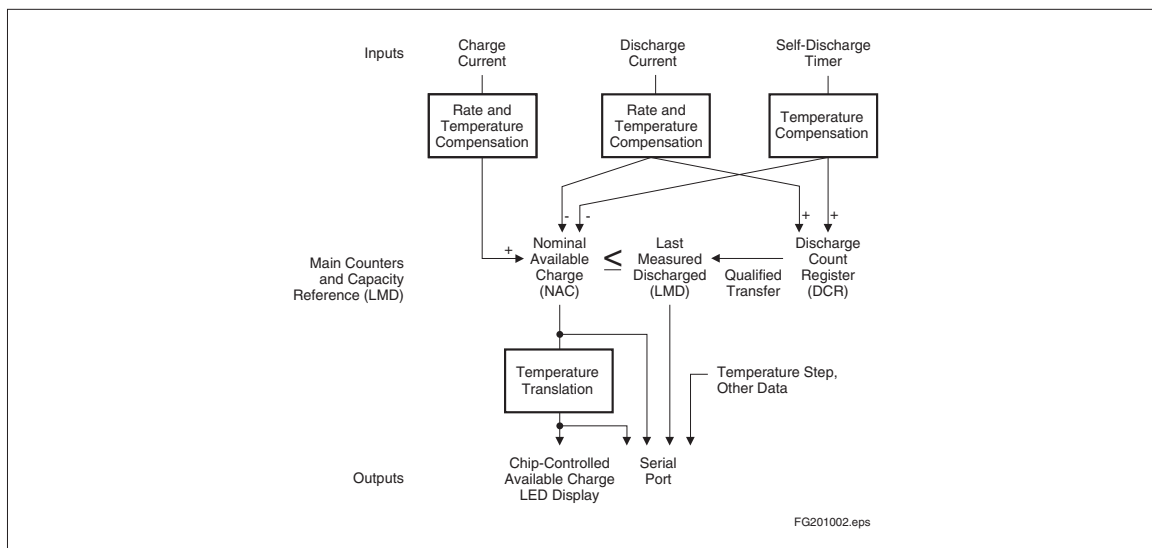 Inputs
Charge
Current
Discharge
Current
Self-Discharge
Timer
Rate and
Temperature
Compensation
Rate and
Temperature
Compensation
Temperature
Compensation
- - + +
+
Main Counters
and Capacity
Reference (LMD)
Nominal
Available
Charge
(NAC)
≤
Last
Measured
Discharged
(LMD)
Qualified
Transfer
Discharge
Count
Register
(DCR)
Temperature
Translation
Temperature Step,
Other Data
Outputs
Chip-Controlled
Available Charge
LED Display
Serial
Port
FG201002.eps